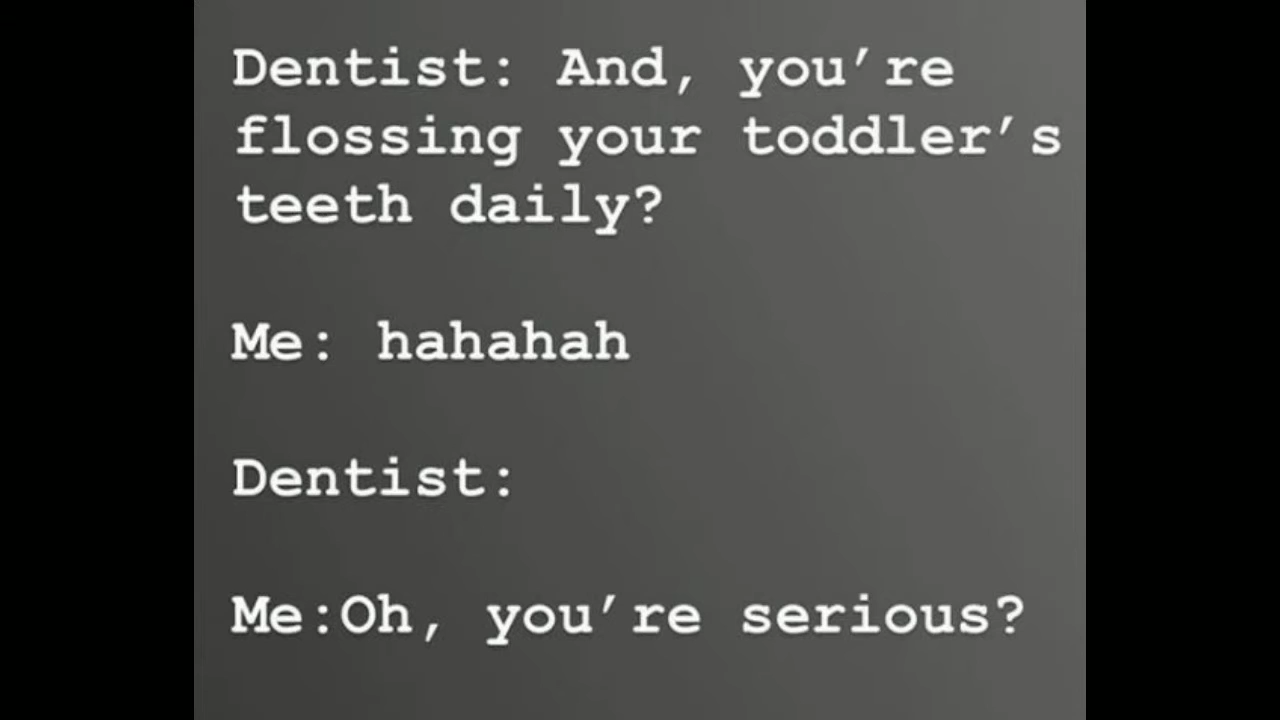 Dentist: And, you’re
flossing your toddler’s
teeth daily?
Me: hahahah
Dentist:
Me:Oh, you’re serious?